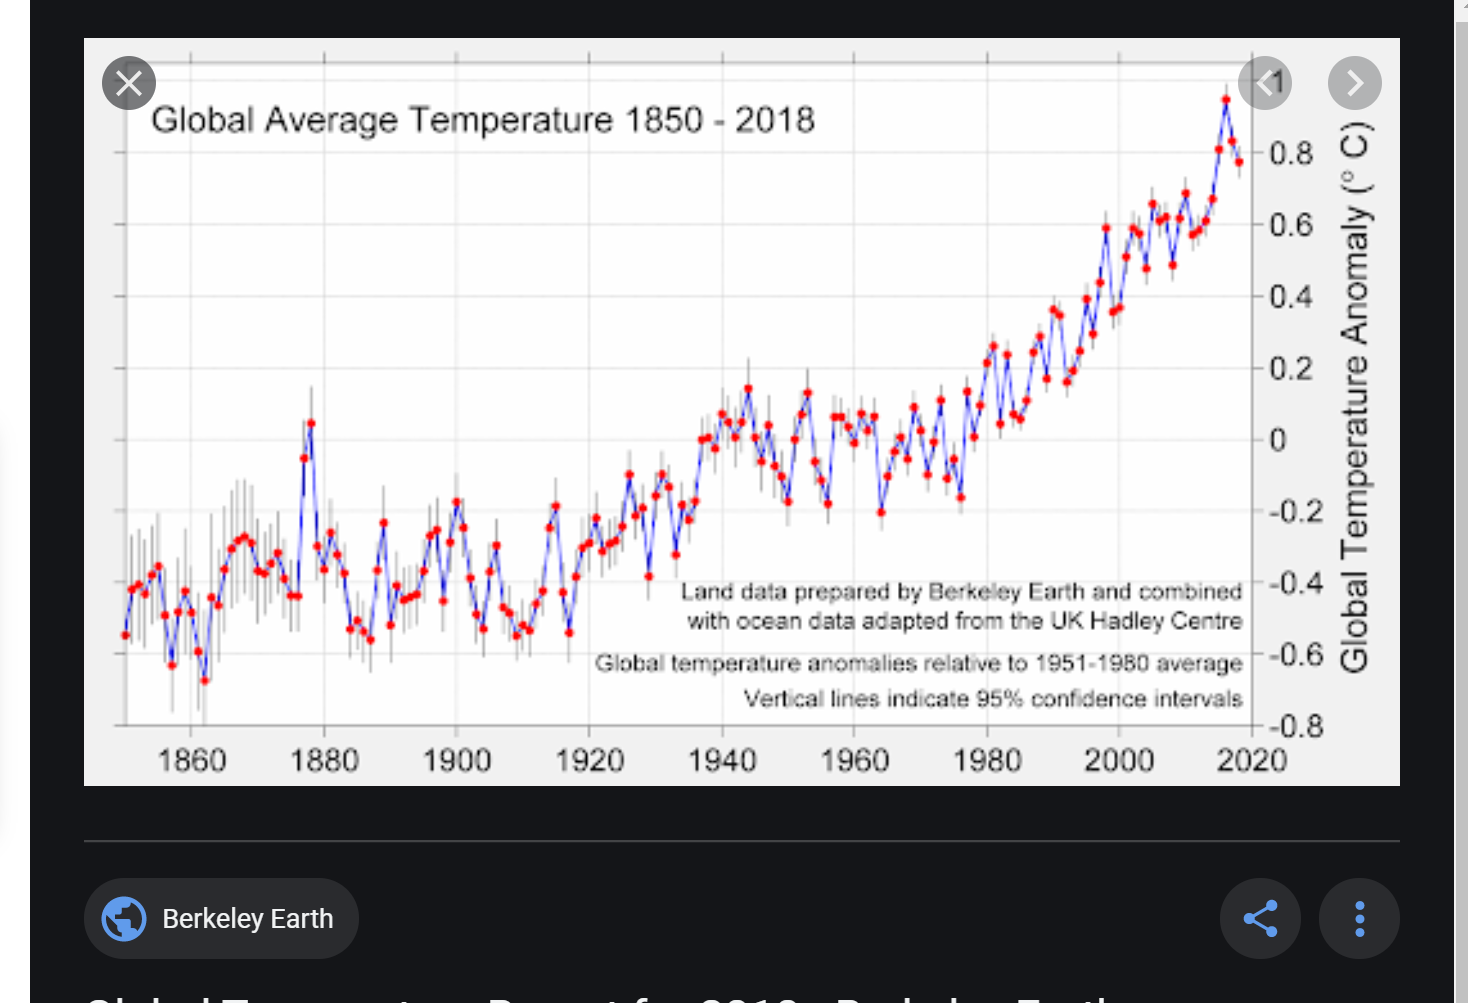 Global Average Temperature 1850 - 2018
1
0.8
0.6
0.4
0.2
0
-0.2
-0.4
-0.6
-0.8
Global Temperature Anomaly (° C)
Land data prepared by Berkeley Earth and combined
with ocean data adapted from the UK Hadley Centre
Global temperature anomalies relative to 1951-1980 average
Vertical lines indicate 95% confidence intervals
1860 1880 1900 1920 1940 1960 1980 2000 2020
Berkeley Earth